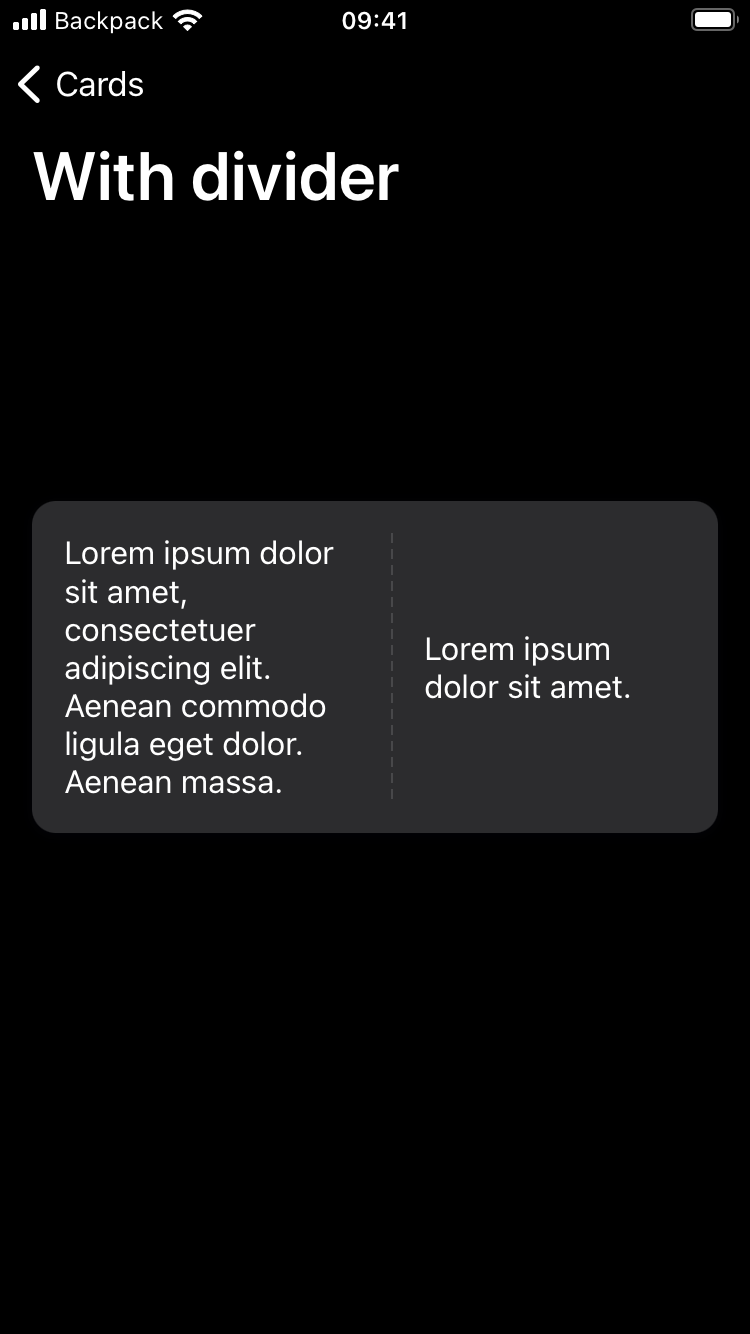 Backpack 09:41
Cards
With divider
Lorem ipsum dolor
sit amet,
consectetuer
adipiscing elit.
Aenean commodo
ligula eget dolor.
Aenean massa.
Lorem ipsum
dolor sit amet.